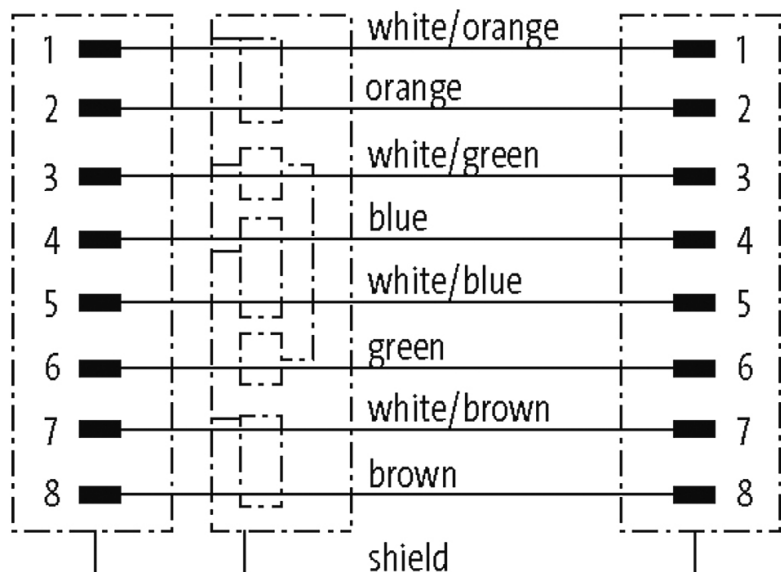 1 white/orange 1
2 orange 2
3 white/green 3
4 blue 4
5 white/blue 5
6 green 6
7 white/brown 7
8 brown 8
shield